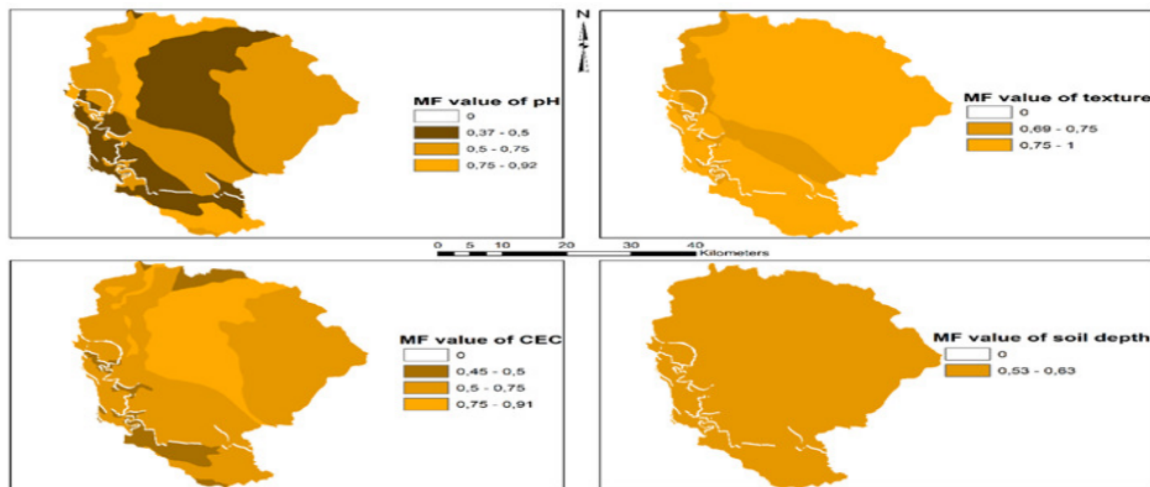 N
MF value of pH
0
0,37 - 0,5
0,5 - 0,75
0,75 - 0,92
MF value of texture
0
0,69 - 0,75
0,75 - 1
0 5 10 20 30 40
Kilometers
MF value of CEC
0
0,45 - 0,5
0,5 - 0,75
0,75 - 0,91
MF value of soil depth
0
0,53 - 0,63